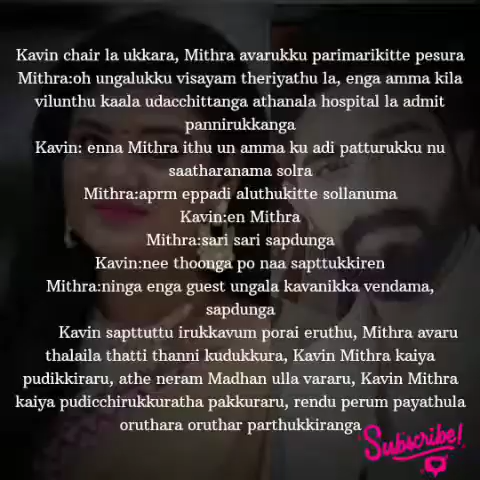 Kavin chair la ukkara, Mithra avarukku parimarikitte pesura
Mithra:oh ungalukku visayam theriyathu la, enga amma kila
vilunthu kaala udacchittanga athanala hospital la admit
pannirukkanga
Kavin: enna Mithra ithu un amma ku adi patturukku nu
saatharanama solra
Mithra:aprm eppadi aluthukitte sollanuma
Kavin:en Mithra
Mithra:sari sari sapdunga
Kavin:nee thoonga po naa sapttukkiren
Mithra:ninga enga guest ungala kavanikka vendama,
sapdunga
Kavin sapttuttu irukkavum porai eruthu, Mithra avaru
thalaila thatti thanni kudukkura, Kavin Mithra kaiya
pudikkiraru, athe neram Madhan ulla vararu, Kavin Mithra
kaiya pudicchirukkuratha pakkuraru, rendu perum payathula
oruthara oruthar parthukkiranga
Subscribe!